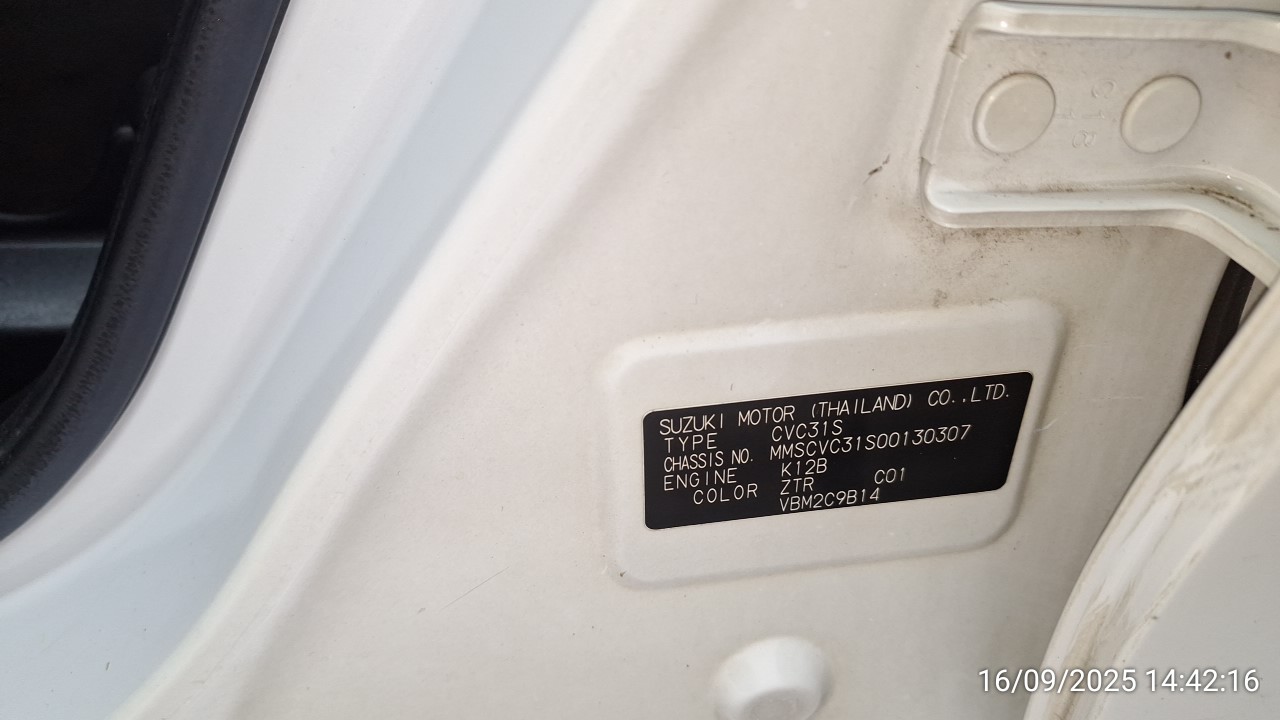 SUZUKI MOTOR (THAILAND) CO.,LTD.
TYPE CVC31S
CHASSIS NO. MMSCVC31S00130307
ENGINE K12B
COLOR ZTR C01
VBM2C9B14
16/09/2025 14:42:16